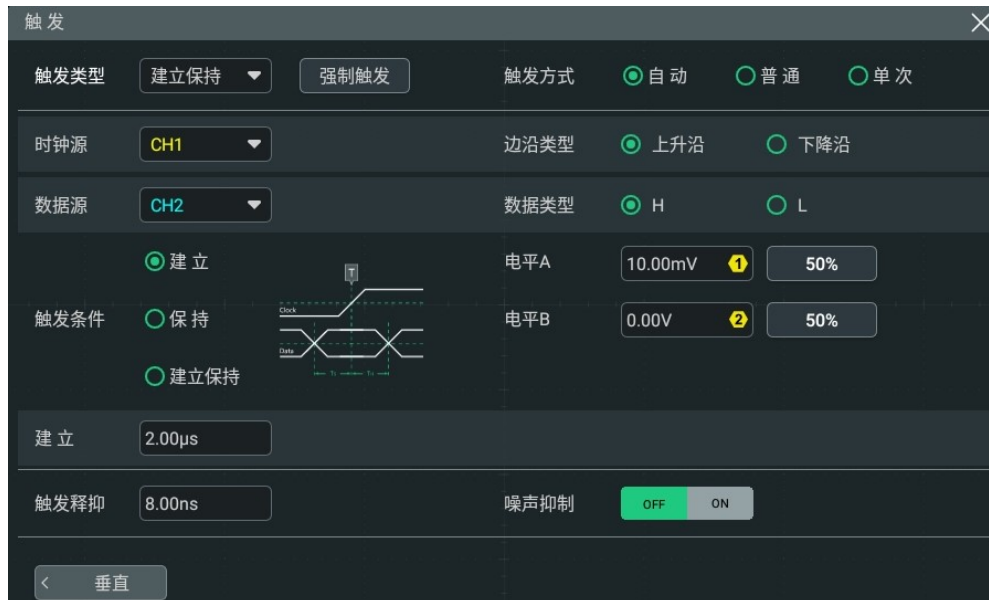 触发
触发类型 建立保持 强制触发 触发方式 自动 普通 单次
时钟源 CH1 边沿类型 上升沿 下降沿
数据源 CH2 数据类型 H L
建立 电平A 10.00mV 1 50%
T
Clock
触发条件 保持 电平B 0.00V 2 50%
Data
建立保持
建立 2.00μs
触发释抑 8.00ns 噪声抑制 OFF ON
< 垂直